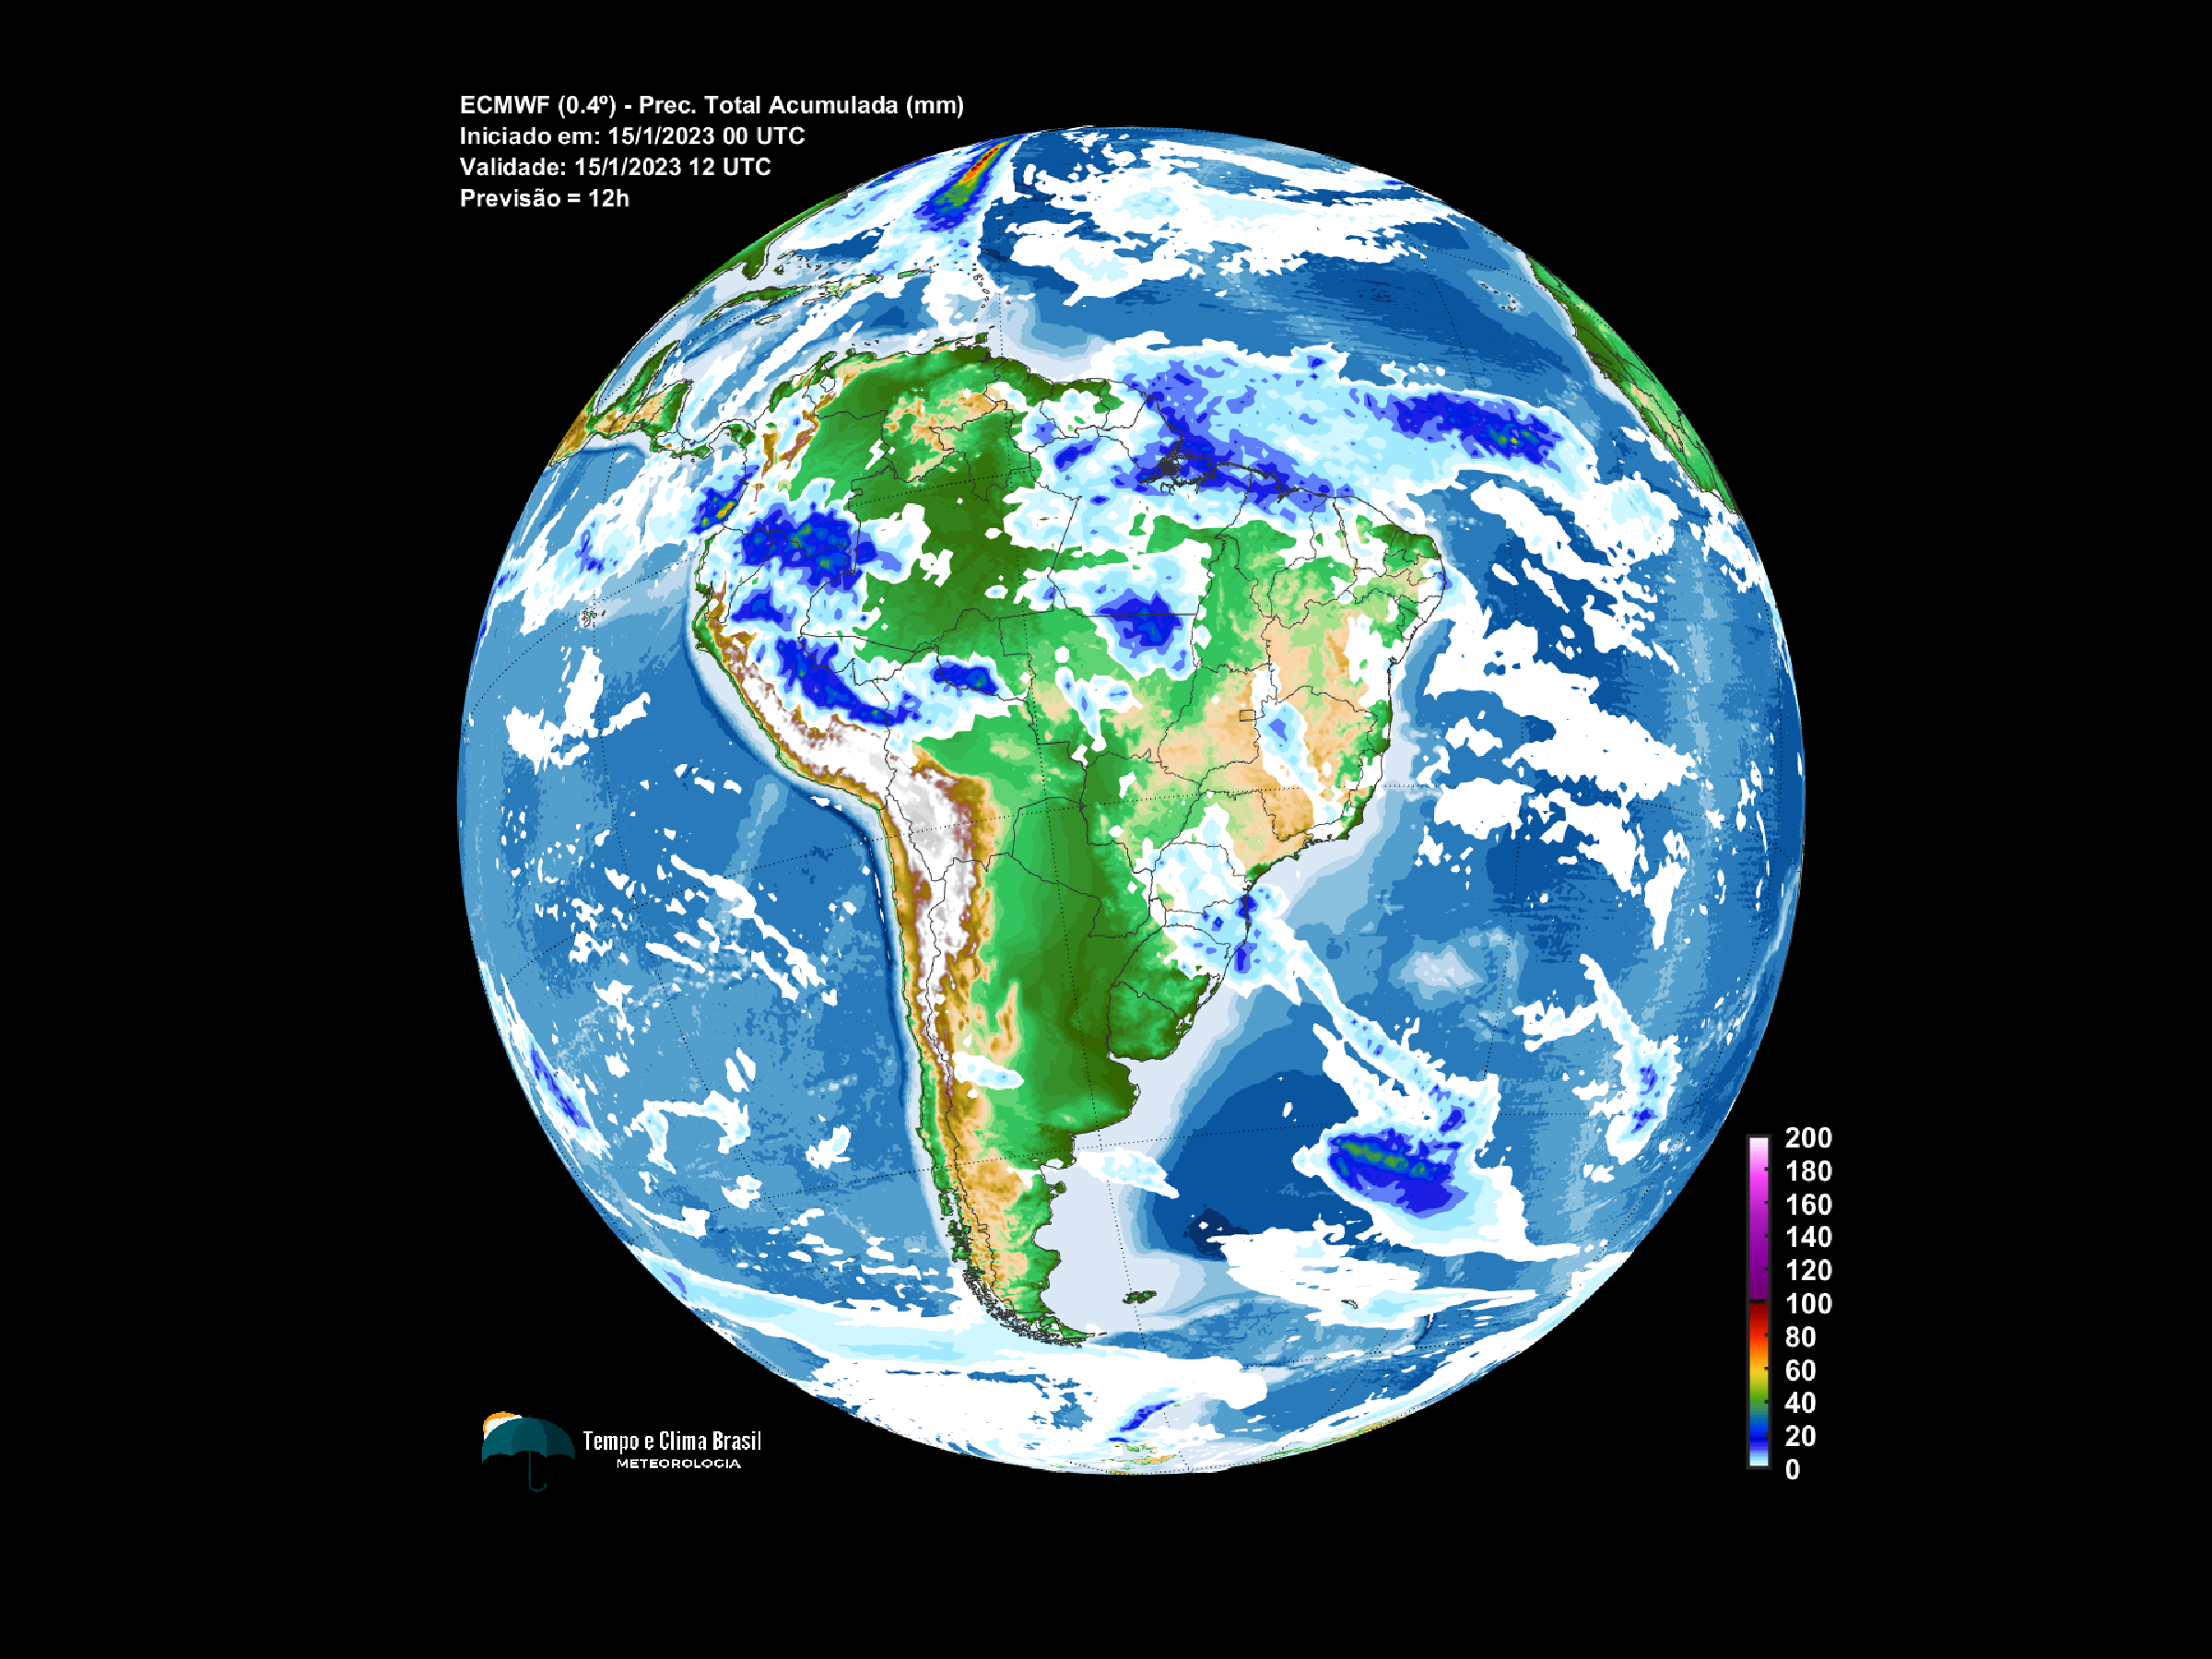 ECMWF (0.4º) - Prec. Total Acumulada (mm)
Iniciado em: 15/1/2023 00 UTC
Validade: 15/1/2023 12 UTC
Previsão = 12h
200
180
160
140
120
100
80
60
40
20
0
Tempo e Clima Brasil
METEOROLOGIA